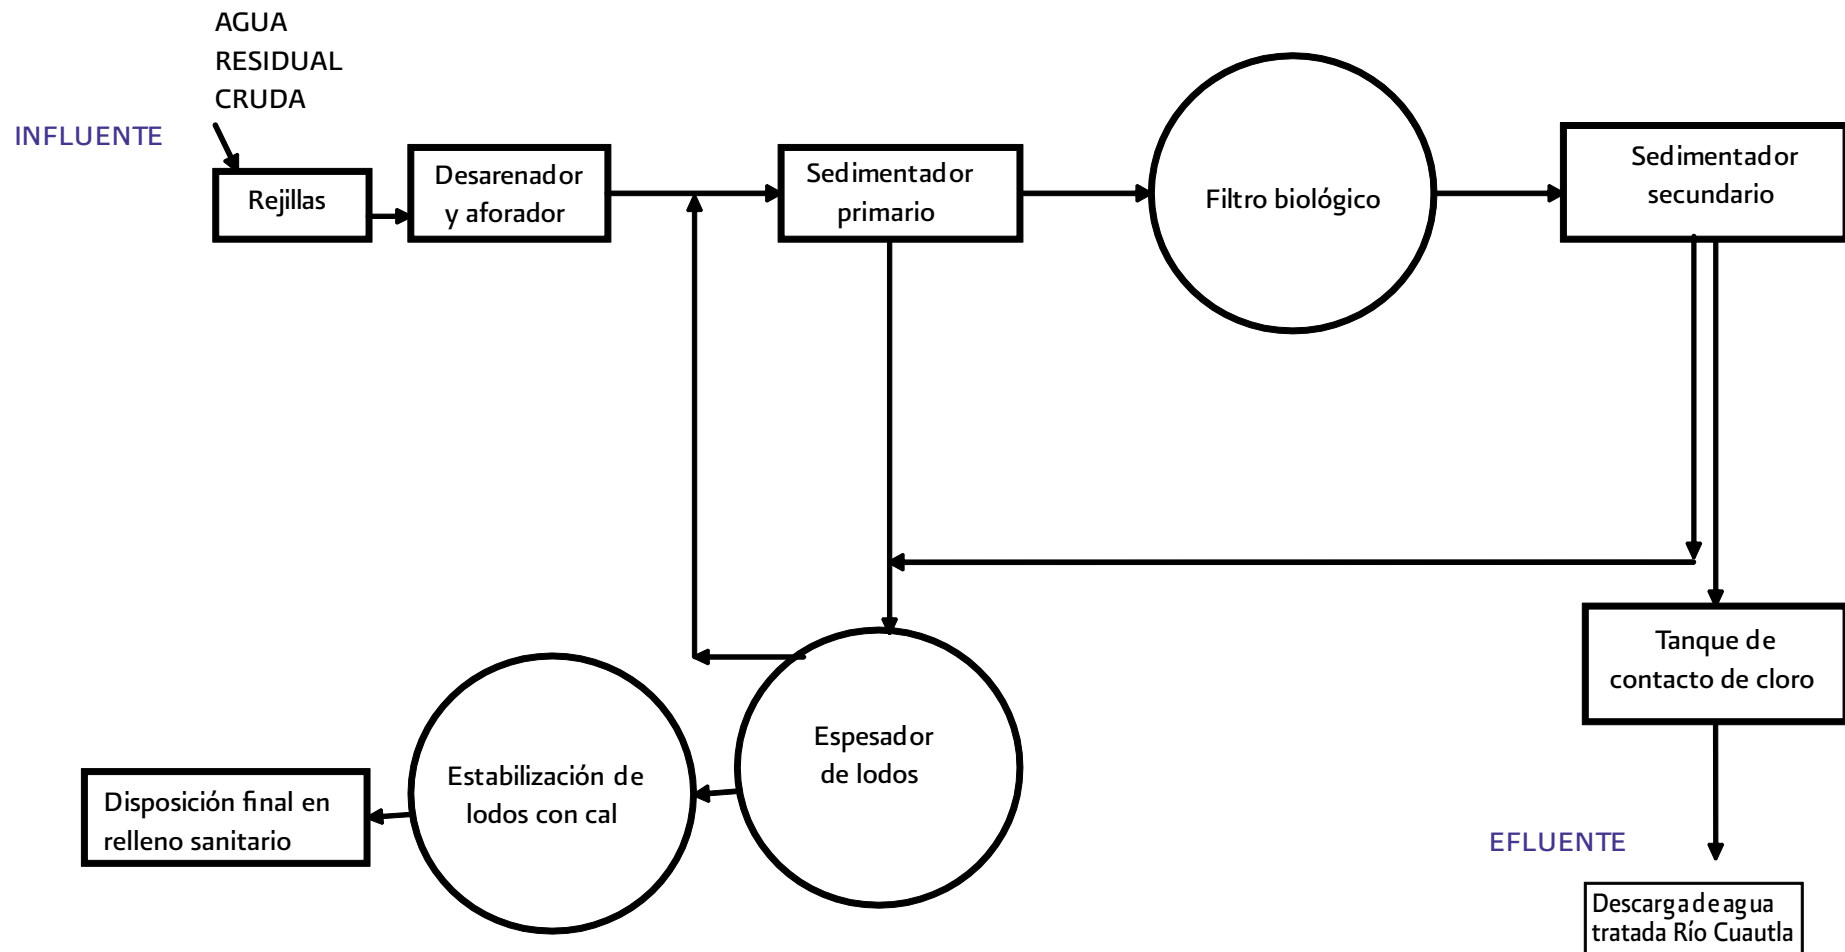 AGUA
RESIDUAL
CRUDA
INFLUENTE
Rejillas
Desarenador
y aforador
Sedimentador
primario
Filtro biológico
Sedimentador
secundario
Tanque de
contacto de cloro
Espesador
de lodos
Estabilización de
lodos con cal
Disposición final en
relleno sanitario
EFLUENTE
Descarga de agua
tratada Río Cuautla